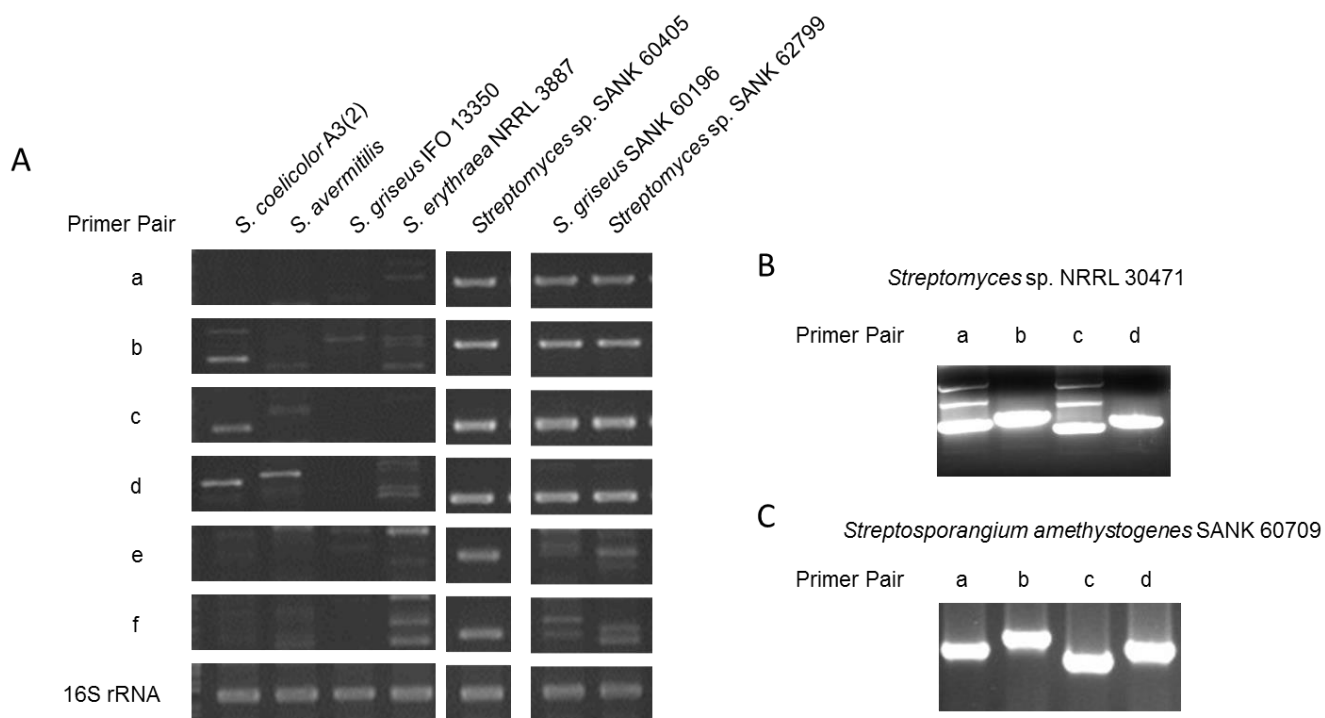 A
S. coelicolor A3(2)
S. avermitilis
S. griseus IFO 13350
S. erythraea NRRL 3887
Streptomyces sp. SANK 60405
S. griseus SANK 60196
Streptomyces sp. SANK 62799
Primer Pair
a
b
c
d
e
f
16S rRNA
B
Streptomyces sp. NRRL 30471
Primer Pair a b c d
C
Streptosporangium amethystogenes SANK 60709
Primer Pair a b c d